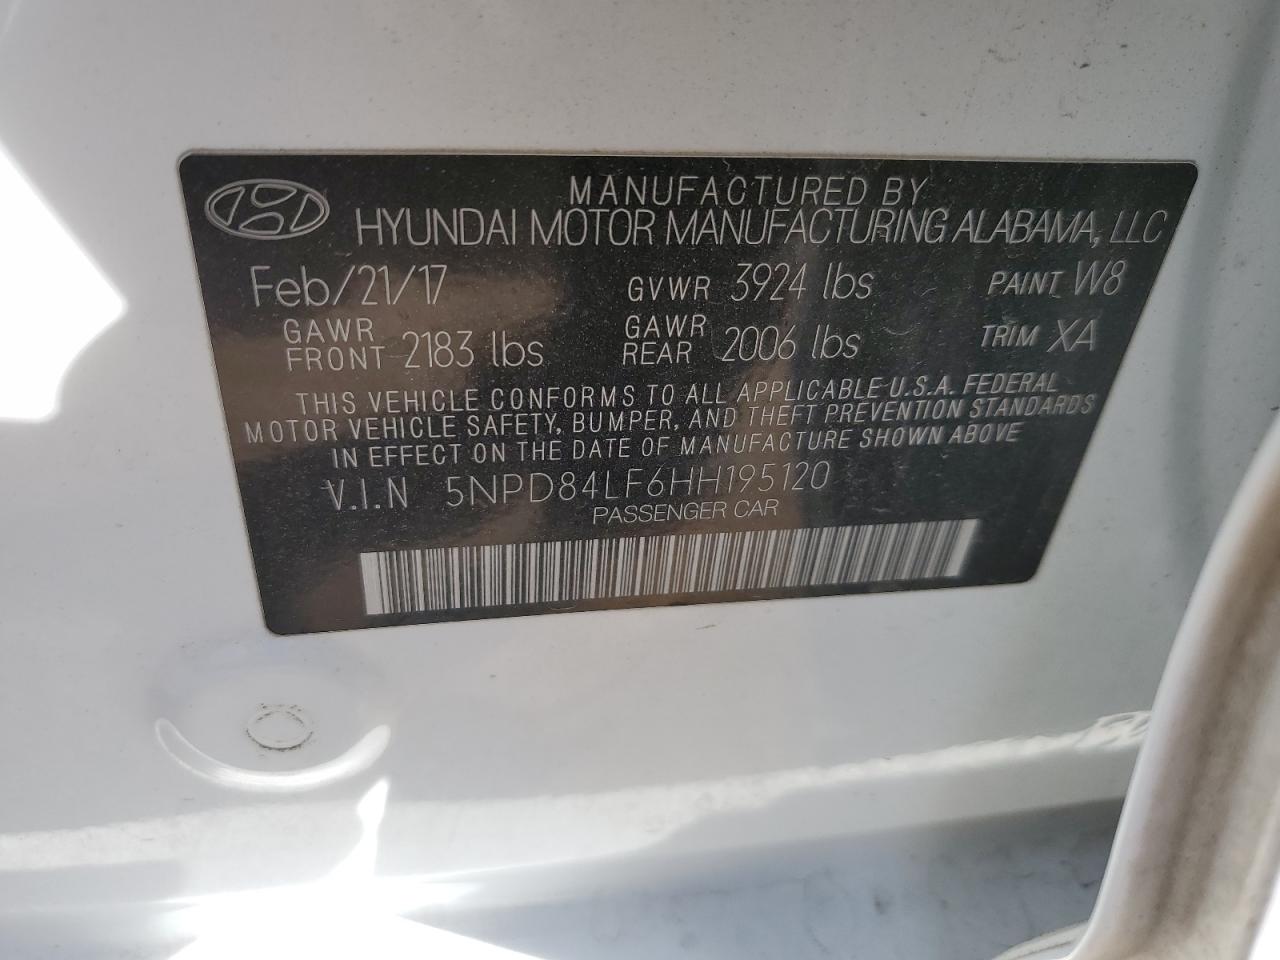 MANUFACTURED BY
HYUNDAI MOTOR MANUFACTURING ALABAMA, LLC
Feb/21/17 GVWR 3924 lbs PAINT W8
GAWR FRONT 2183 lbs GAWR REAR 2006 lbs TRIM XA
THIS VEHICLE CONFORMS TO ALL APPLICABLE U.S.A. FEDERAL
MOTOR VEHICLE SAFETY, BUMPER, AND THEFT PREVENTION STANDARDS
IN EFFECT ON THE DATE OF MANUFACTURE SHOWN ABOVE
V.I.N 5NPD84LF6HH195120
PASSENGER CAR